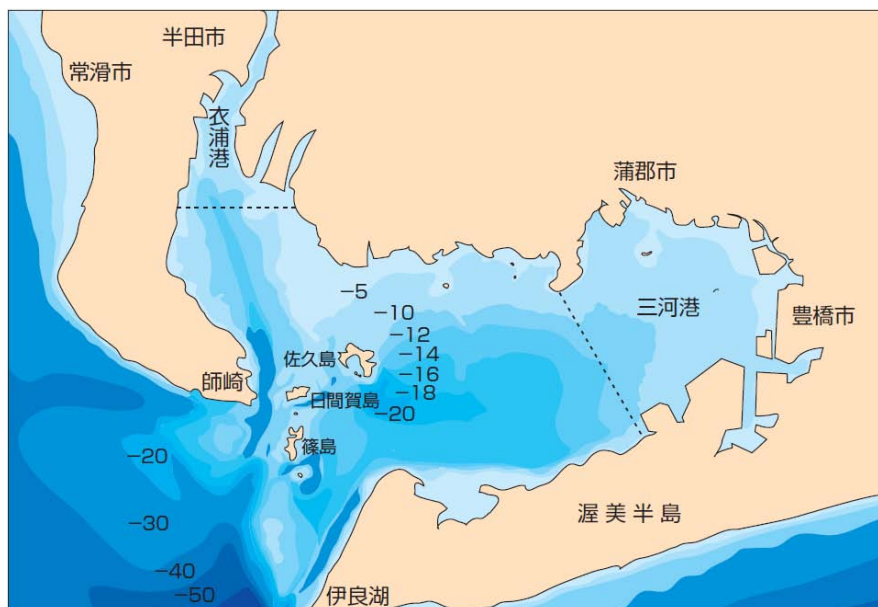 半田市
常滑市
衣浦港
蒲郡市
三河港
豊橋市
-5
-10
-12
-14
-16
-18
-20
佐久島
師崎
日間賀島
篠島
-20
-30
-40
-50
渥美半島
伊良湖